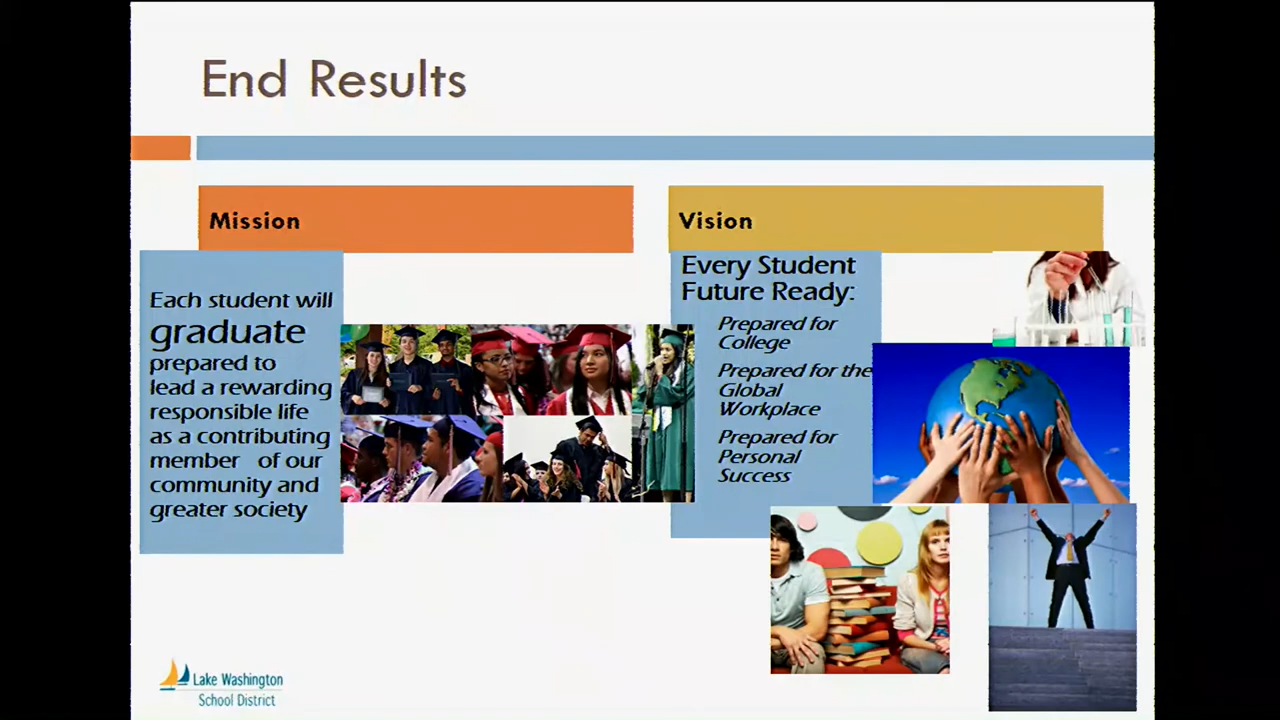 End Results
Mission
Each student will
graduate
prepared to
lead a rewarding
responsible life
as a contributing
member of our
community and
greater society
Vision
Every Student
Future Ready:
Prepared for
College
Prepared for the
Global
Workplace
Prepared for
Personal
Success
Lake Washington
School District